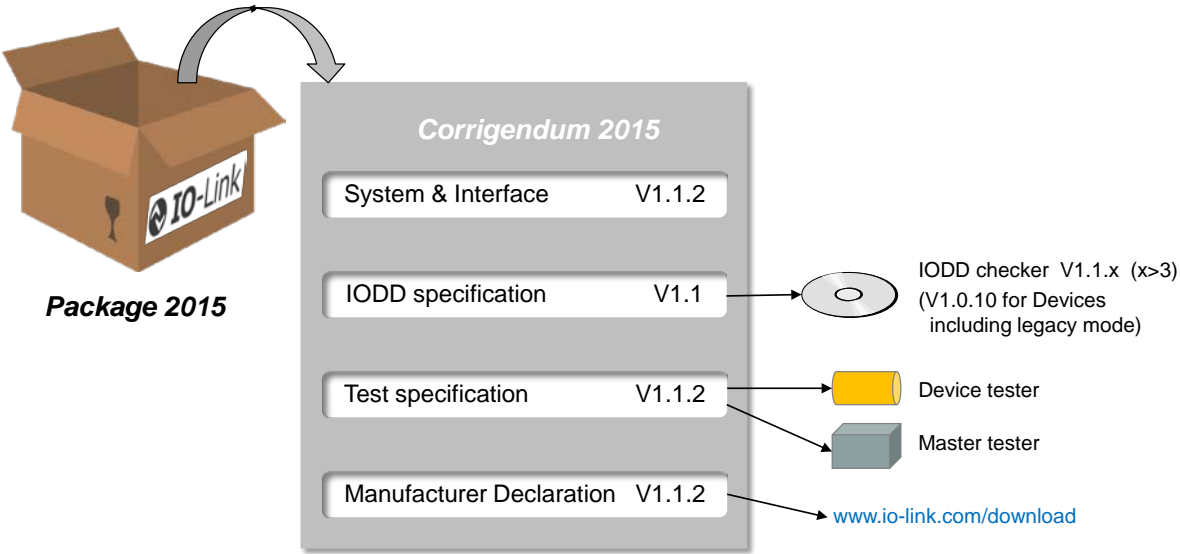 Corrigendum 2015
System & Interface V1.1.2
IO-Link
IODD specification V1.1
IODD checker V1.1.x (x>3)
(V1.0.10 for Devices
including legacy mode)
Package 2015
Test specification V1.1.2
Device tester
Master tester
Manufacturer Declaration V1.1.2
www.io-link.com/download